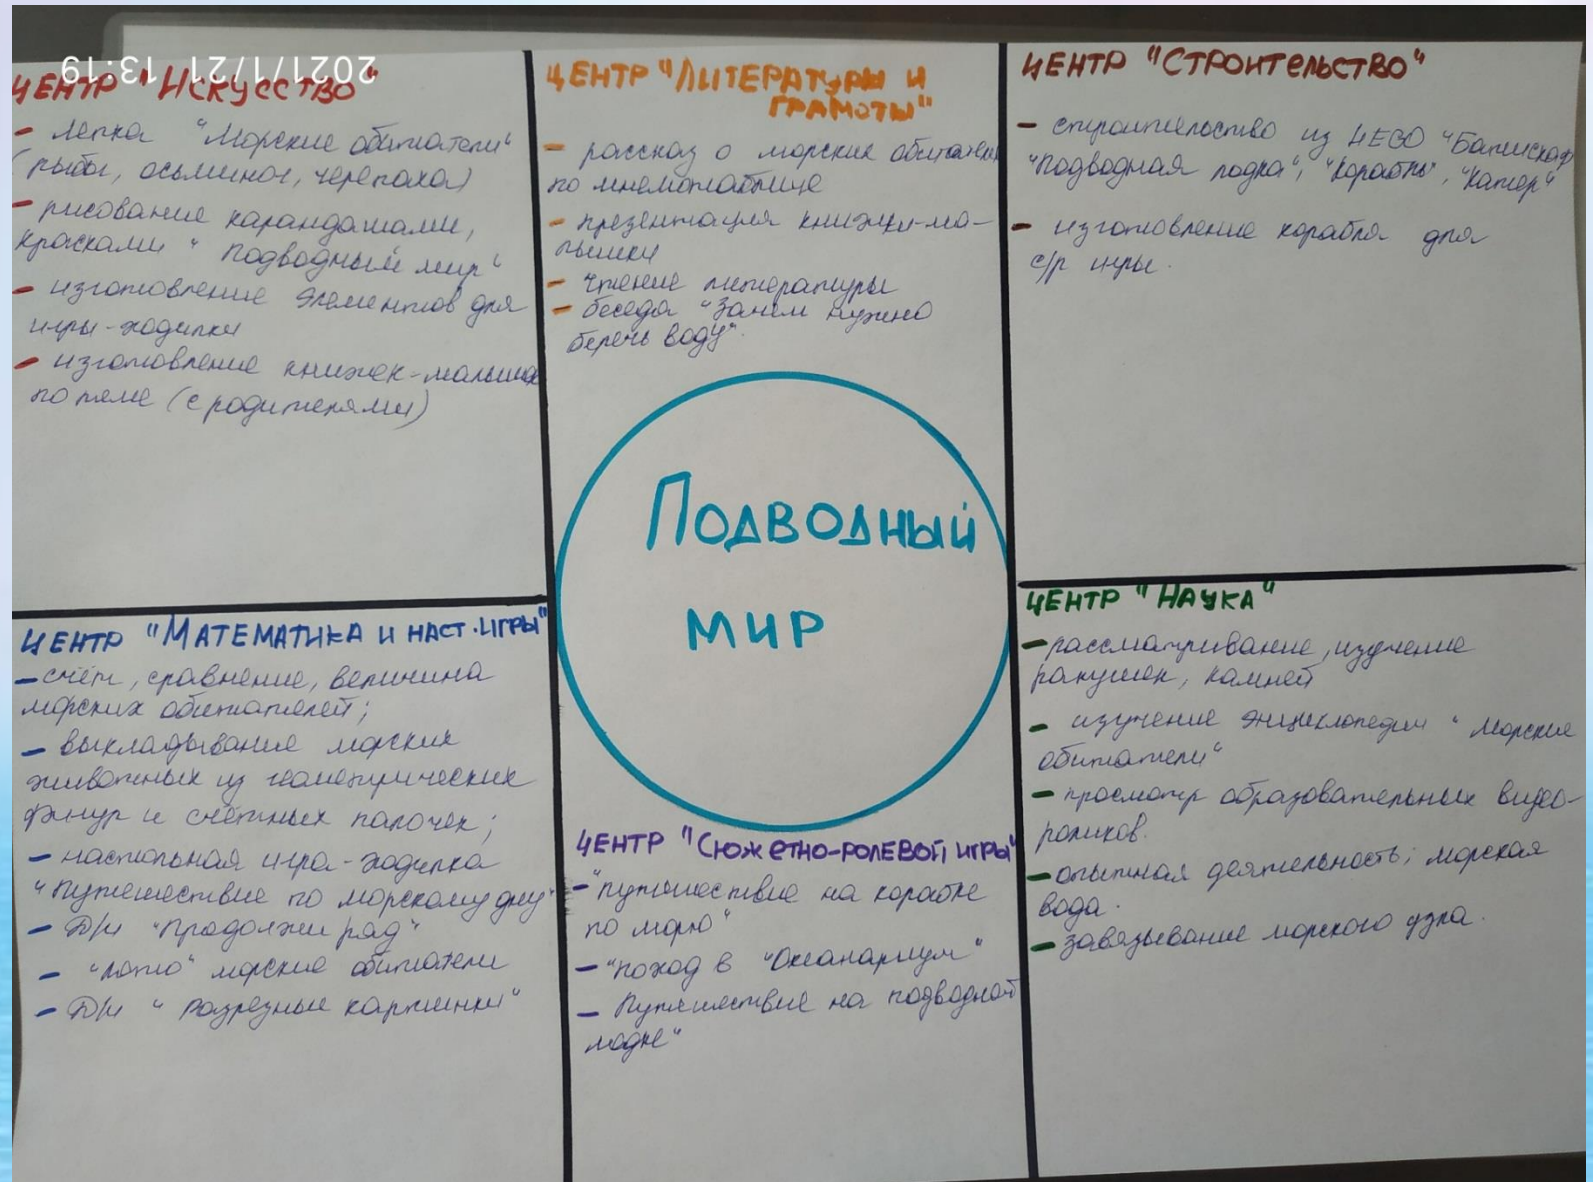 2021/1/21 13:19
ЦЕНТР "ИСКУССТВО"
- лепка "Морские обитатели"
(рыбы, осьминог, черепаха)
- рисование карандашами,
красками "Подводный мир"
- изготовление элементов для
игры-ходилки
- изготовление книжек-малышек
по теме (с родителями)
ЦЕНТР "ЛИТЕРАТУРЫ И
ГРАМОТЫ"
- рассказ о морских обитателях
по мнемотаблице
- презентация книжки-ма-
лышки
- чтение литературы
- беседа "Зачем нужно
беречь воду".
ЦЕНТР "СТРОИТЕЛЬСТВО"
- строительство из ЛЕГО "Батискаф"
"Подводная лодка", "Корабль", "Катер"
- изготовление корабля для
с/р игры.
ПОДВОДНЫЙ
МИР
ЦЕНТР "МАТЕМАТИКА И НАСТ.ИГРЫ"
- счёт, сравнение, величина
морских обитателей;
- выкладывание морских
животных из геометрических
фигур и счётных палочек;
- настольная игра-ходилка
"Путешествие по морскому дну"
- Д/и "Продолжи ряд"
- "Лото" морские обитатели
- Д/и "Разрезные картинки"
ЦЕНТР "СЮЖЕТНО-РОЛЕВОЙ ИГРЫ"
- "Путешествие на корабле
по морю"
- "Поход в "Океанариум"
- Путешествие на подводной
лодке"
ЦЕНТР "НАУКА"
- рассматривание, изучение
ракушек, камней
- изучение энциклопедии "Морские
обитатели"
- просмотр образовательных видео-
роликов.
- опытная деятельность; морская
вода.
- завязывание морского узла.